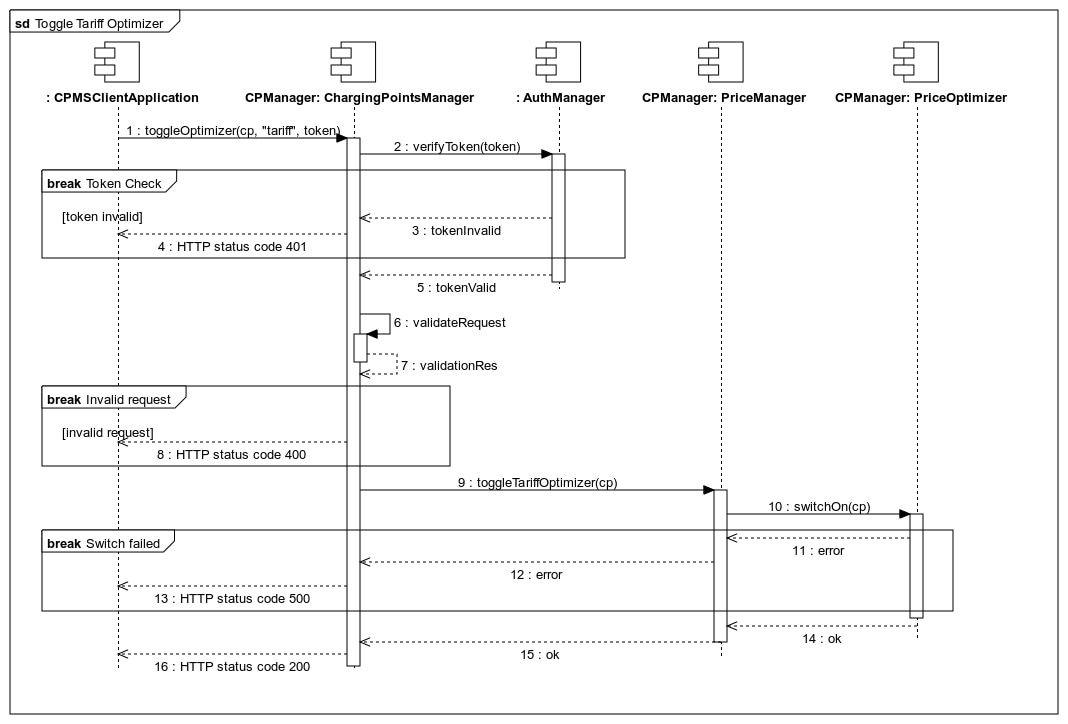 sd Toggle Tariff Optimizer
: CPMSClientApplication
CPManager: ChargingPointsManager
: AuthManager
CPManager: PriceManager
CPManager: PriceOptimizer
1 : toggleOptimizer(cp, "tariff", token)
2 : verifyToken(token)
break Token Check
[token invalid]
3 : tokenInvalid
4 : HTTP status code 401
5 : tokenValid
6 : validateRequest
7 : validationRes
break Invalid request
[invalid request]
8 : HTTP status code 400
9 : toggleTariffOptimizer(cp)
10 : switchOn(cp)
break Switch failed
11 : error
12 : error
13 : HTTP status code 500
14 : ok
15 : ok
16 : HTTP status code 200